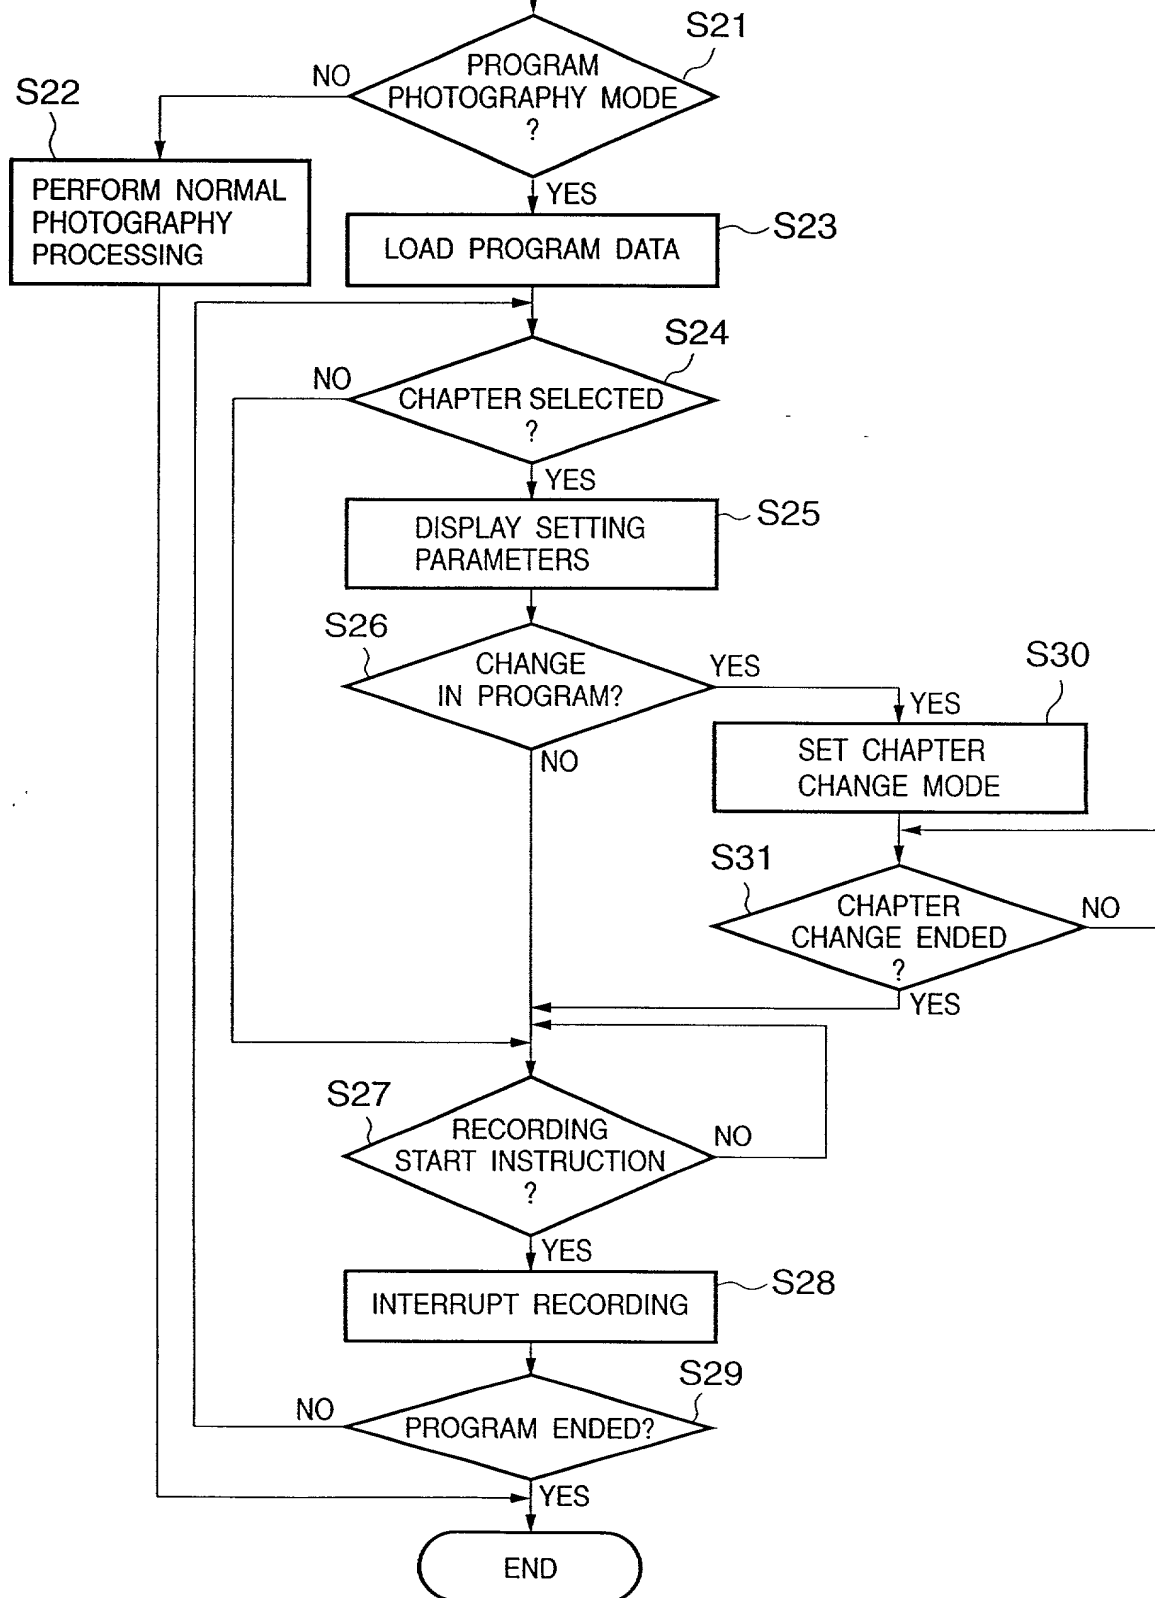 S21
PROGRAM
PHOTOGRAPHY MODE
?
NO
S22
YES
PERFORM NORMAL
PHOTOGRAPHY
PROCESSING
S23
LOAD PROGRAM DATA
S24
NO
CHAPTER SELECTED
?
YES
S25
DISPLAY SETTING
PARAMETERS
S26
CHANGE
IN PROGRAM?
YES
S30
YES
NO
SET CHAPTER
CHANGE MODE
S31
CHAPTER
CHANGE ENDED
?
NO
YES
S27
RECORDING
START INSTRUCTION
?
NO
YES
S28
INTERRUPT RECORDING
S29
NO
PROGRAM ENDED?
YES
END